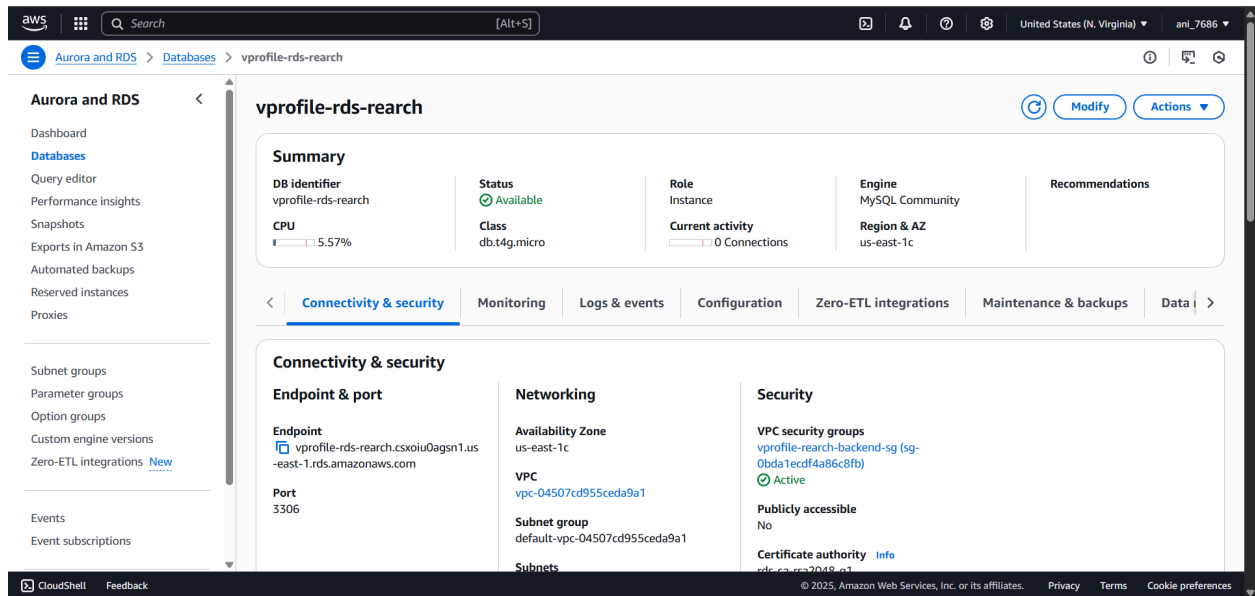 aws
Search [Alt+S]
United States (N. Virginia) ▼ ani_7686 ▼
Aurora and RDS > Databases > vprofile-rds-rearch
Aurora and RDS
Dashboard
Databases
Query editor
Performance insights
Snapshots
Exports in Amazon S3
Automated backups
Reserved instances
Proxies
Subnet groups
Parameter groups
Option groups
Custom engine versions
Zero-ETL integrations New
Events
Event subscriptions
vprofile-rds-rearch
Modify
Actions ▼
Summary
DB identifier
vprofile-rds-rearch
Status
Available
Role
Instance
Engine
MySQL Community
Recommendations
CPU
5.57%
Class
db.t4g.micro
Current activity
0 Connections
Region & AZ
us-east-1c
Connectivity & security Monitoring Logs & events Configuration Zero-ETL integrations Maintenance & backups Data
Connectivity & security
Endpoint & port
Endpoint
vprofile-rds-rearch.csxoiu0agsn1.us
-east-1.rds.amazonaws.com
Port
3306
Networking
Availability Zone
us-east-1c
VPC
vpc-04507cd955ceda9a1
Subnet group
default-vpc-04507cd955ceda9a1
Subnets
Security
VPC security groups
vprofile-rearch-backend-sg (sg-
0bda1ecdf4a86c8fb)
Active
Publicly accessible
No
Certificate authority Info
rds-ca-rsa2048-g1
CloudShell Feedback
© 2025, Amazon Web Services, Inc. or its affiliates. Privacy Terms Cookie preferences